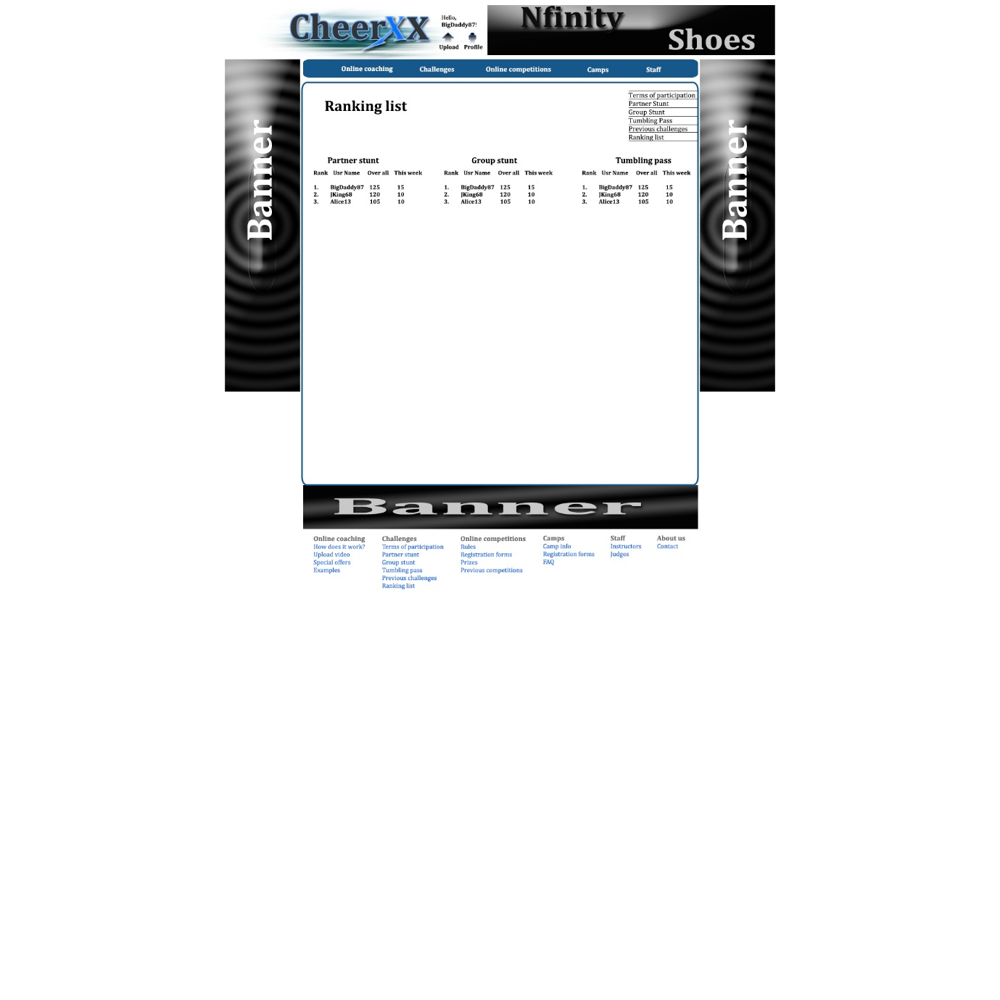 CheerXX
Hello,
BigDaddy87!
Upload Profile
Nfinity
Shoes
Online coaching Challenges Online competitions Camps Staff
Banner
Ranking list
Terms of participation
Partner Stunt
Group Stunt
Tumbling Pass
Previous challenges
Ranking list
Partner stunt
Rank Usr Name Over all This week
1. BigDaddy87 125 15
2. JKing68 120 10
3. Alice13 105 10
Group stunt
Rank Usr Name Over all This week
1. BigDaddy87 125 15
2. JKing68 120 10
3. Alice13 105 10
Tumbling pass
Rank Usr Name Over all This week
1. BigDaddy87 125 15
2. JKing68 120 10
3. Alice13 105 10
Banner
Banner
Online coaching
How does it work?
Upload video
Special offers
Examples
Challenges
Terms of participation
Partner stunt
Group stunt
Tumbling pass
Previous challenges
Ranking list
Online competitions
Rules
Registration forms
Prizes
Previous competitions
Camps
Camp info
Registration forms
FAQ
Staff
Instructors
Judges
About us
Contact